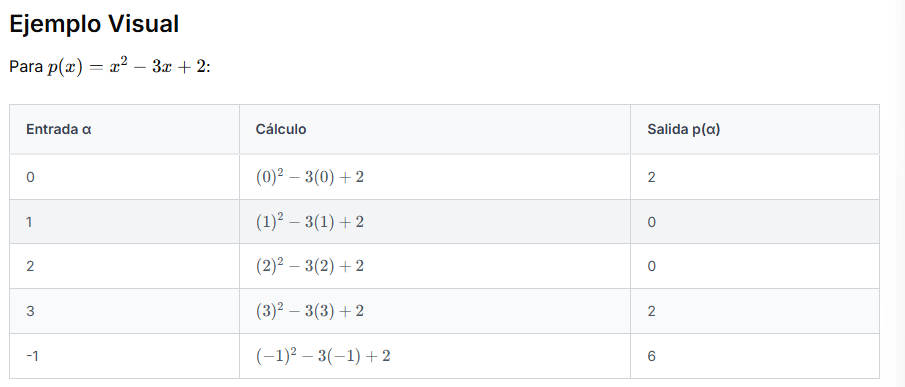 Ejemplo Visual
Para p(x) = x² − 3x + 2:
Entrada α Cálculo Salida p(α)
0 (0)² − 3(0) + 2 2
1 (1)² − 3(1) + 2 0
2 (2)² − 3(2) + 2 0
3 (3)² − 3(3) + 2 2
-1 (−1)² − 3(−1) + 2 6